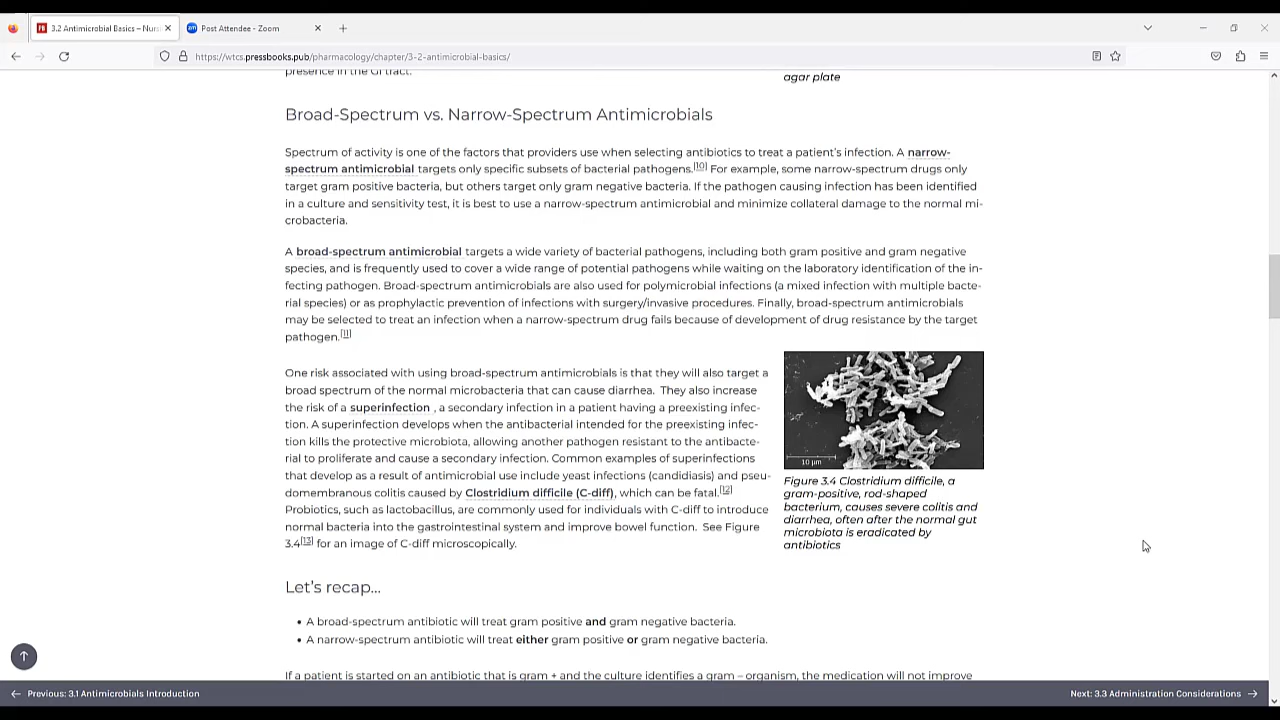 3.2 Antimicrobial Basics – Nurs
Post Attendee - Zoom
https://wtcs.pressbooks.pub/pharmacology/chapter/3-2-antimicrobial-basics/
presence in the GI tract.
agar plate
Broad-Spectrum vs. Narrow-Spectrum Antimicrobials
Spectrum of activity is one of the factors that providers use when selecting antibiotics to treat a patient's infection. A narrow-
spectrum antimicrobial targets only specific subsets of bacterial pathogens.[10] For example, some narrow-spectrum drugs only
target gram positive bacteria, but others target only gram negative bacteria. If the pathogen causing infection has been identified
in a culture and sensitivity test, it is best to use a narrow-spectrum antimicrobial and minimize collateral damage to the normal mi-
crobacteria.
A broad-spectrum antimicrobial targets a wide variety of bacterial pathogens, including both gram positive and gram negative
species, and is frequently used to cover a wide range of potential pathogens while waiting on the laboratory identification of the in-
fecting pathogen. Broad-spectrum antimicrobials are also used for polymicrobial infections (a mixed infection with multiple bacte-
rial species) or as prophylactic prevention of infections with surgery/invasive procedures. Finally, broad-spectrum antimicrobials
may be selected to treat an infection when a narrow-spectrum drug fails because of development of drug resistance by the target
pathogen.[11]
One risk associated with using broad-spectrum antimicrobials is that they will also target a
broad spectrum of the normal microbacteria that can cause diarrhea. They also increase
the risk of a superinfection , a secondary infection in a patient having a preexisting infec-
tion. A superinfection develops when the antibacterial intended for the preexisting infec-
tion kills the protective microbiota, allowing another pathogen resistant to the antibacte-
rial to proliferate and cause a secondary infection. Common examples of superinfections
that develop as a result of antimicrobial use include yeast infections (candidiasis) and pseu-
domembranous colitis caused by Clostridium difficile (C-diff), which can be fatal.[12]
Probiotics, such as lactobacillus, are commonly used for individuals with C-diff to introduce
normal bacteria into the gastrointestinal system and improve bowel function. See Figure
3.4[13] for an image of C-diff microscopically.
10 µm
Figure 3.4 Clostridium difficile, a
gram-positive, rod-shaped
bacterium, causes severe colitis and
diarrhea, often after the normal gut
microbiota is eradicated by
antibiotics
Let's recap…
• A broad-spectrum antibiotic will treat gram positive and gram negative bacteria.
• A narrow-spectrum antibiotic will treat either gram positive or gram negative bacteria.
If a patient is started on an antibiotic that is gram + and the culture identifies a gram – organism, the medication will not improve
← Previous: 3.1 Antimicrobials Introduction
Next: 3.3 Administration Considerations →